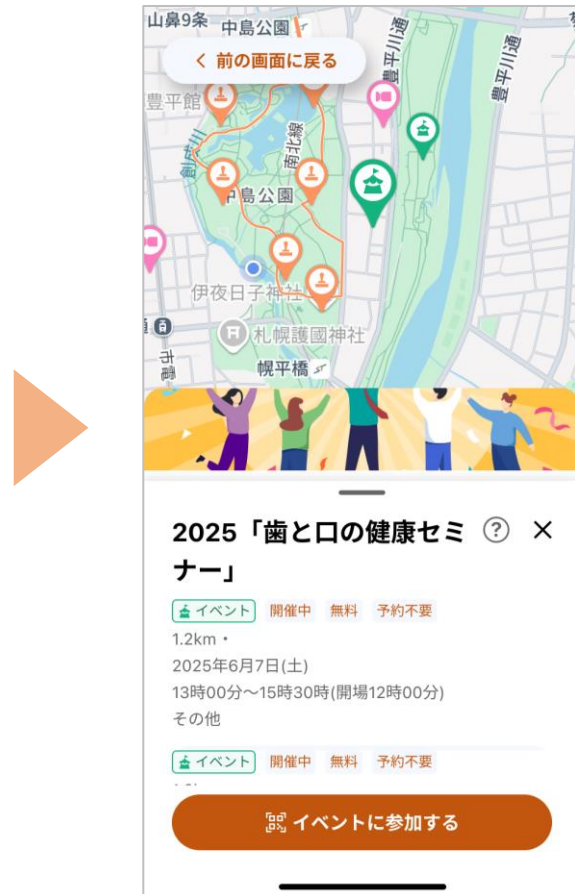 山鼻9条
中島公園
く 前の画面に戻る
豊平川通
豊平川通
豊平館
創成川
南北線
中島公園
伊夜日子神社
札幌護國神社
市電
幌平橋
2025「歯と口の健康セミ
ナー」
イベント 開催中 無料 予約不要
1.2km・
2025年6月7日(土)
13時00分～15時30時(開場12時00分)
その他
イベント 開催中 無料 予約不要
イベントに参加する